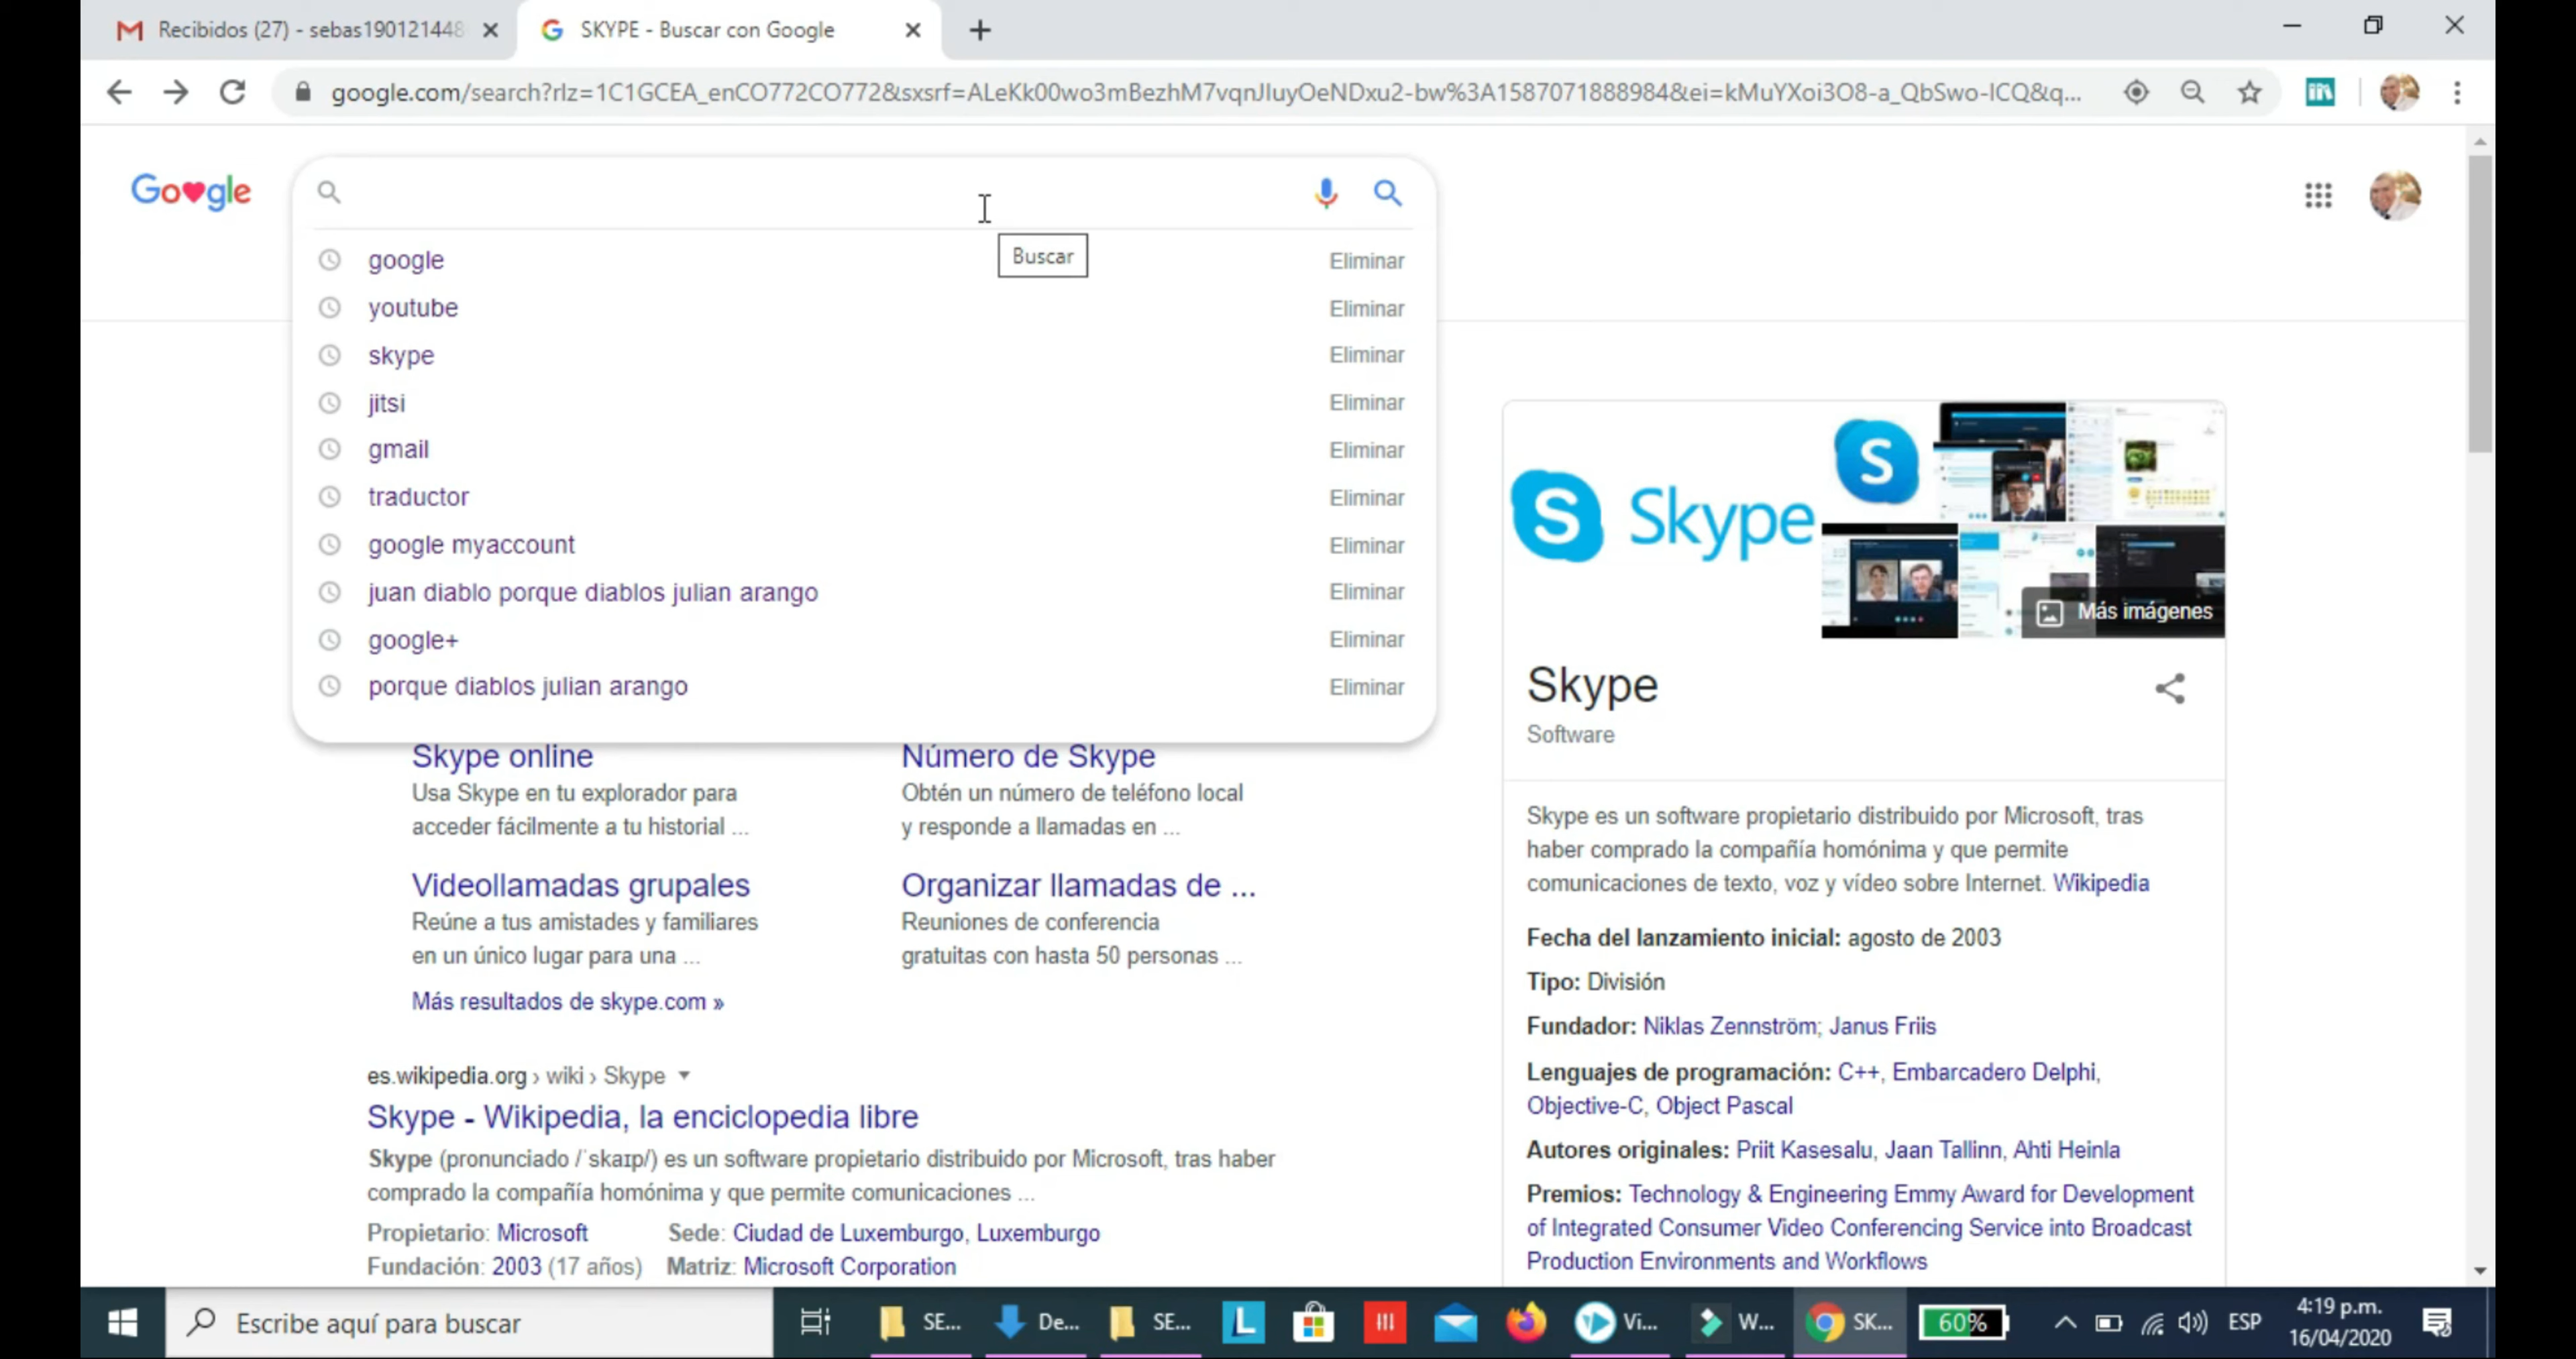 Recibidos (27) - sebas190121448
SKYPE - Buscar con Google
google.com/search?rlz=1C1GCEA_enCO772CO772&sxsrf=ALeKk00wo3mBezhM7vqnJIuyOeNDxu2-bw%3A1587071888984&ei=kMuYXoi3O8-a_QbSwo-ICQ&q...
Google
Buscar
google Eliminar
youtube Eliminar
skype Eliminar
jitsi Eliminar
gmail Eliminar
traductor Eliminar
google myaccount Eliminar
juan diablo porque diablos julian arango Eliminar
google+ Eliminar
porque diablos julian arango Eliminar
Skype online
Usa Skype en tu explorador para
acceder fácilmente a tu historial ...
Número de Skype
Obtén un número de teléfono local
y responde a llamadas en ...
Videollamadas grupales
Reúne a tus amistades y familiares
en un único lugar para una ...
Organizar llamadas de ...
Reuniones de conferencia
gratuitas con hasta 50 personas ...
Más resultados de skype.com »
es.wikipedia.org › wiki › Skype
Skype - Wikipedia, la enciclopedia libre
Skype (pronunciado /ˈskaɪp/) es un software propietario distribuido por Microsoft, tras haber
comprado la compañía homónima y que permite comunicaciones ...
Propietario: Microsoft Sede: Ciudad de Luxemburgo, Luxemburgo
Fundación: 2003 (17 años) Matriz: Microsoft Corporation
Skype
Más imágenes
Skype
Software
Skype es un software propietario distribuido por Microsoft, tras
haber comprado la compañía homónima y que permite
comunicaciones de texto, voz y vídeo sobre Internet. Wikipedia
Fecha del lanzamiento inicial: agosto de 2003
Tipo: División
Fundador: Niklas Zennström; Janus Friis
Lenguajes de programación: C++, Embarcadero Delphi,
Objective-C, Object Pascal
Autores originales: Priit Kasesalu, Jaan Tallinn, Ahti Heinla
Premios: Technology & Engineering Emmy Award for Development
of Integrated Consumer Video Conferencing Service into Broadcast
Production Environments and Workflows
Escribe aquí para buscar
SE...
De...
SE...
Vi...
W...
SK...
60%
ESP
4:19 p.m.
16/04/2020